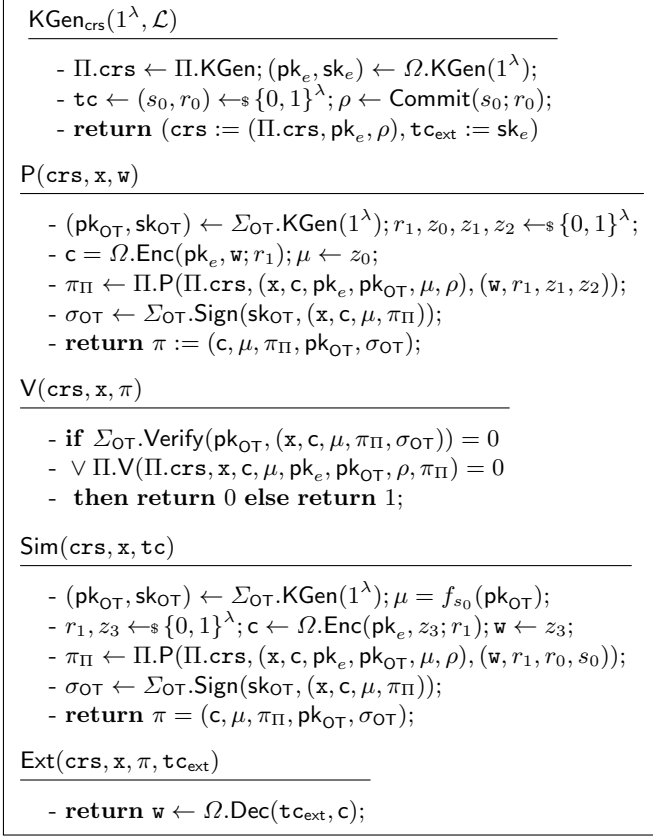 KGen_crs(1^λ, 𝓛)
- Π.crs ← Π.KGen; (pk_e, sk_e) ← Ω.KGen(1^λ);
- tc ← (s_0, r_0) ←$ {0, 1}^λ; ρ ← Commit(s_0; r_0);
- return (crs := (Π.crs, pk_e, ρ), tc_ext := sk_e)
P(crs, x, w)
- (pk_OT, sk_OT) ← Σ_OT.KGen(1^λ); r_1, z_0, z_1, z_2 ←$ {0, 1}^λ;
- c = Ω.Enc(pk_e, w; r_1); μ ← z_0;
- π_Π ← Π.P(Π.crs, (x, c, pk_e, pk_OT, μ, ρ), (w, r_1, z_1, z_2));
- σ_OT ← Σ_OT.Sign(sk_OT, (x, c, μ, π_Π));
- return π := (c, μ, π_Π, pk_OT, σ_OT);
V(crs, x, π)
- if Σ_OT.Verify(pk_OT, (x, c, μ, π_Π, σ_OT)) = 0
- ∨ Π.V(Π.crs, x, c, μ, pk_e, pk_OT, ρ, π_Π) = 0
- then return 0 else return 1;
Sim(crs, x, tc)
- (pk_OT, sk_OT) ← Σ_OT.KGen(1^λ); μ = f_{s_0}(pk_OT);
- r_1, z_3 ←$ {0, 1}^λ; c ← Ω.Enc(pk_e, z_3; r_1); w ← z_3;
- π_Π ← Π.P(Π.crs, (x, c, pk_e, pk_OT, μ, ρ), (w, r_1, r_0, s_0));
- σ_OT ← Σ_OT.Sign(sk_OT, (x, c, μ, π_Π));
- return π = (c, μ, π_Π, pk_OT, σ_OT);
Ext(crs, x, π, tc_ext)
- return w ← Ω.Dec(tc_ext, c);